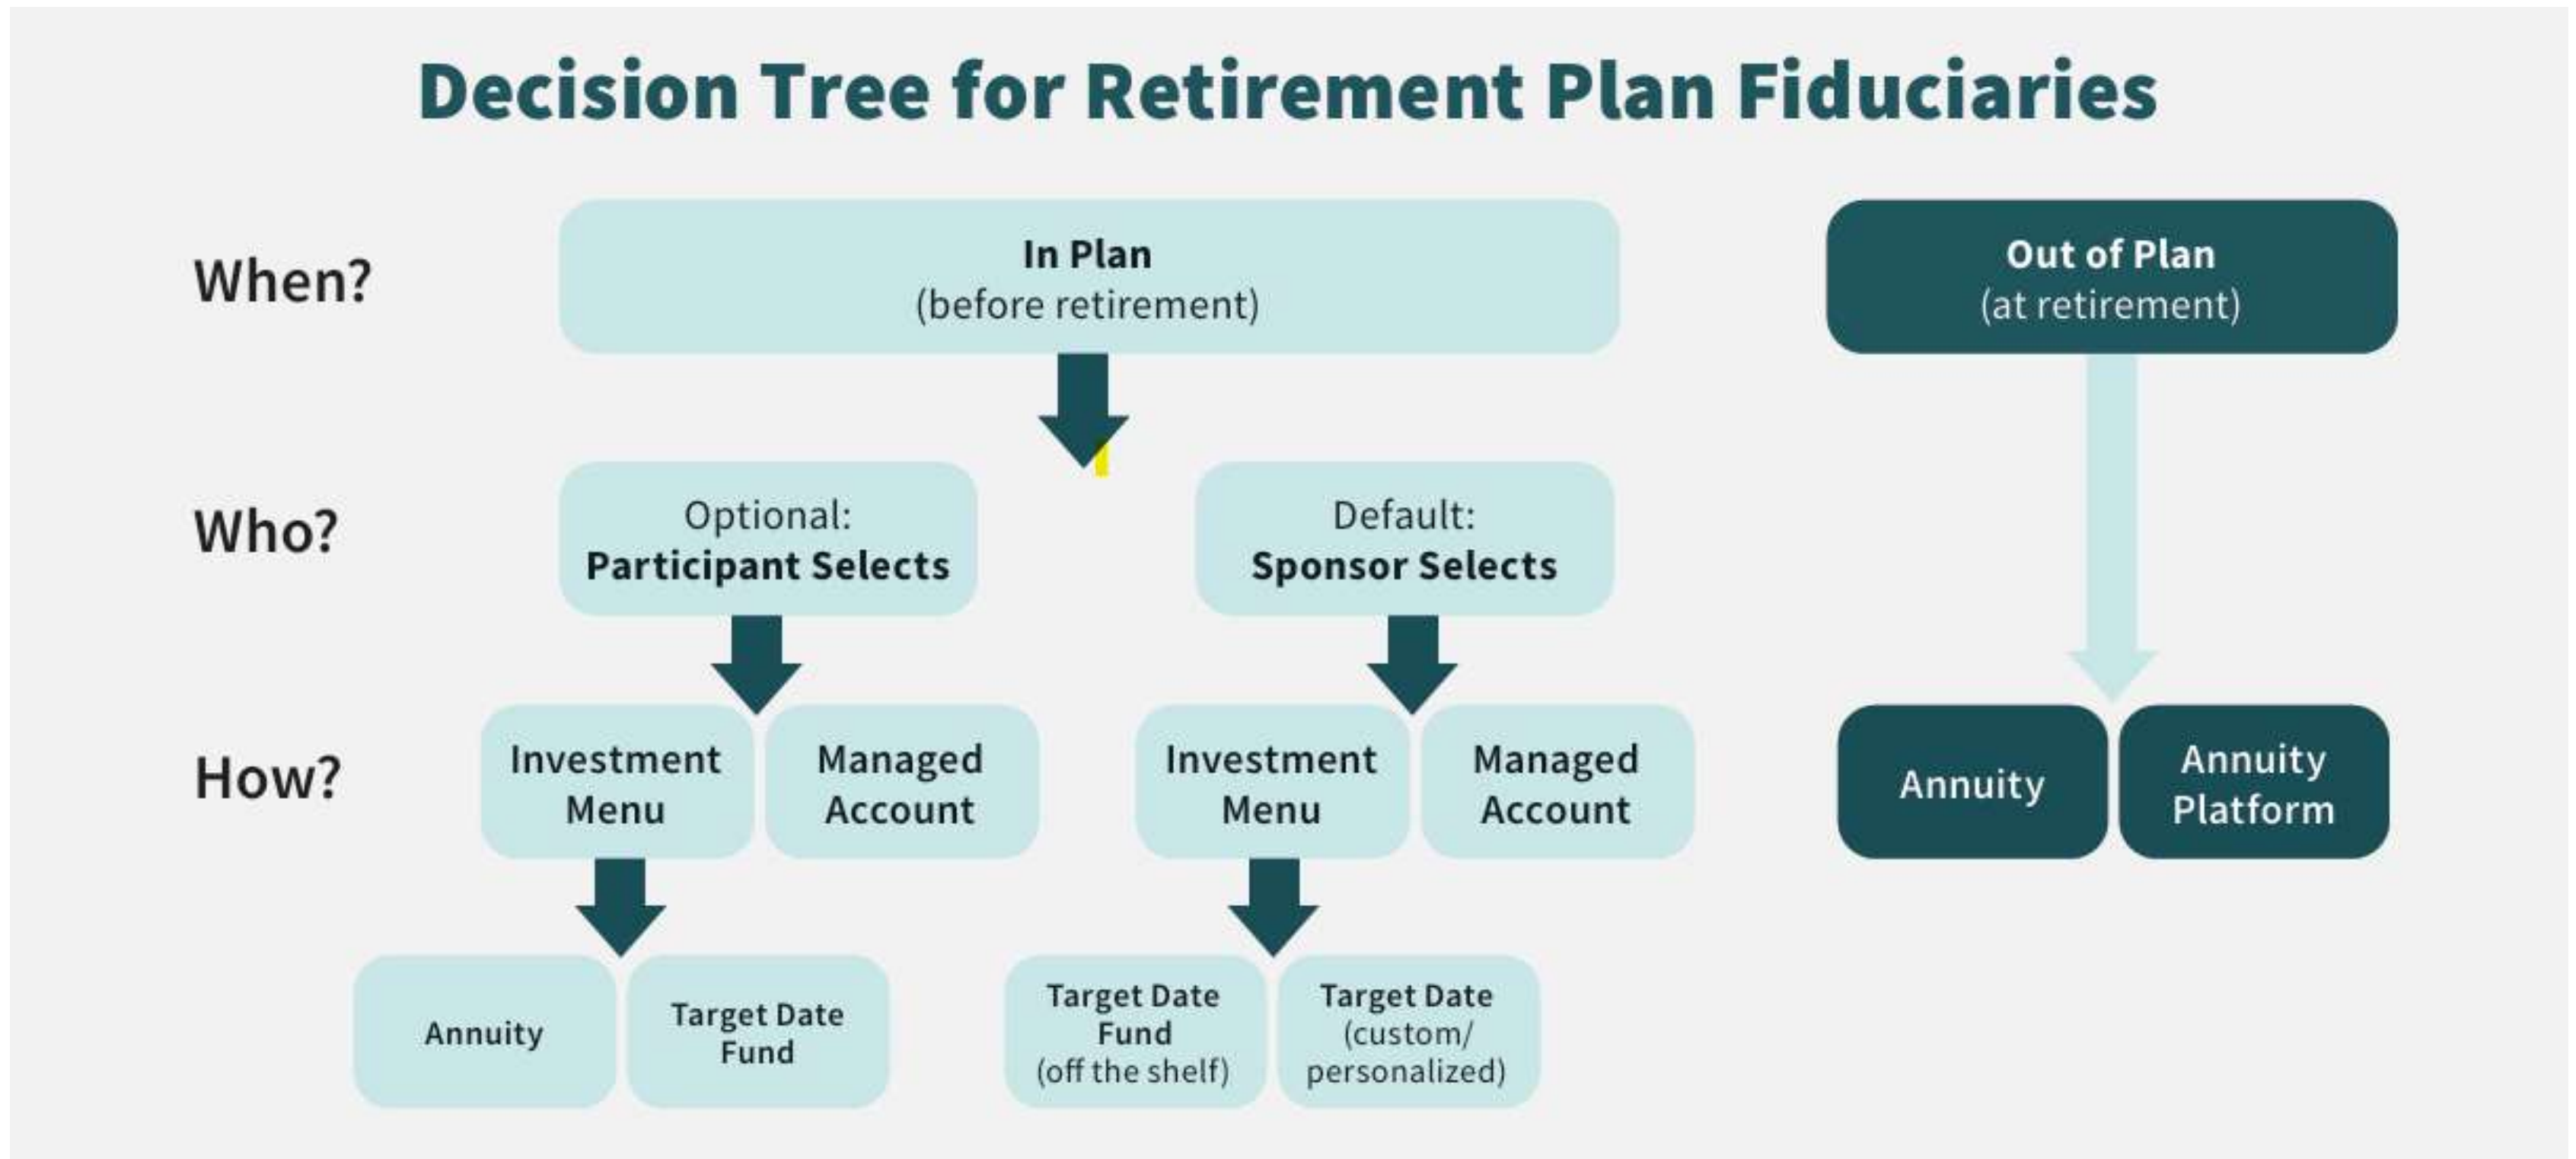 Decision Tree for Retirement Plan Fiduciaries
When?
In Plan
(before retirement)
Out of Plan
(at retirement)
Who?
Optional:
Participant Selects
Default:
Sponsor Selects
How?
Investment
Menu
Managed
Account
Investment
Menu
Managed
Account
Annuity
Annuity
Platform
Annuity
Target Date
Fund
Target Date
Fund
(off the shelf)
Target Date
(custom/
personalized)